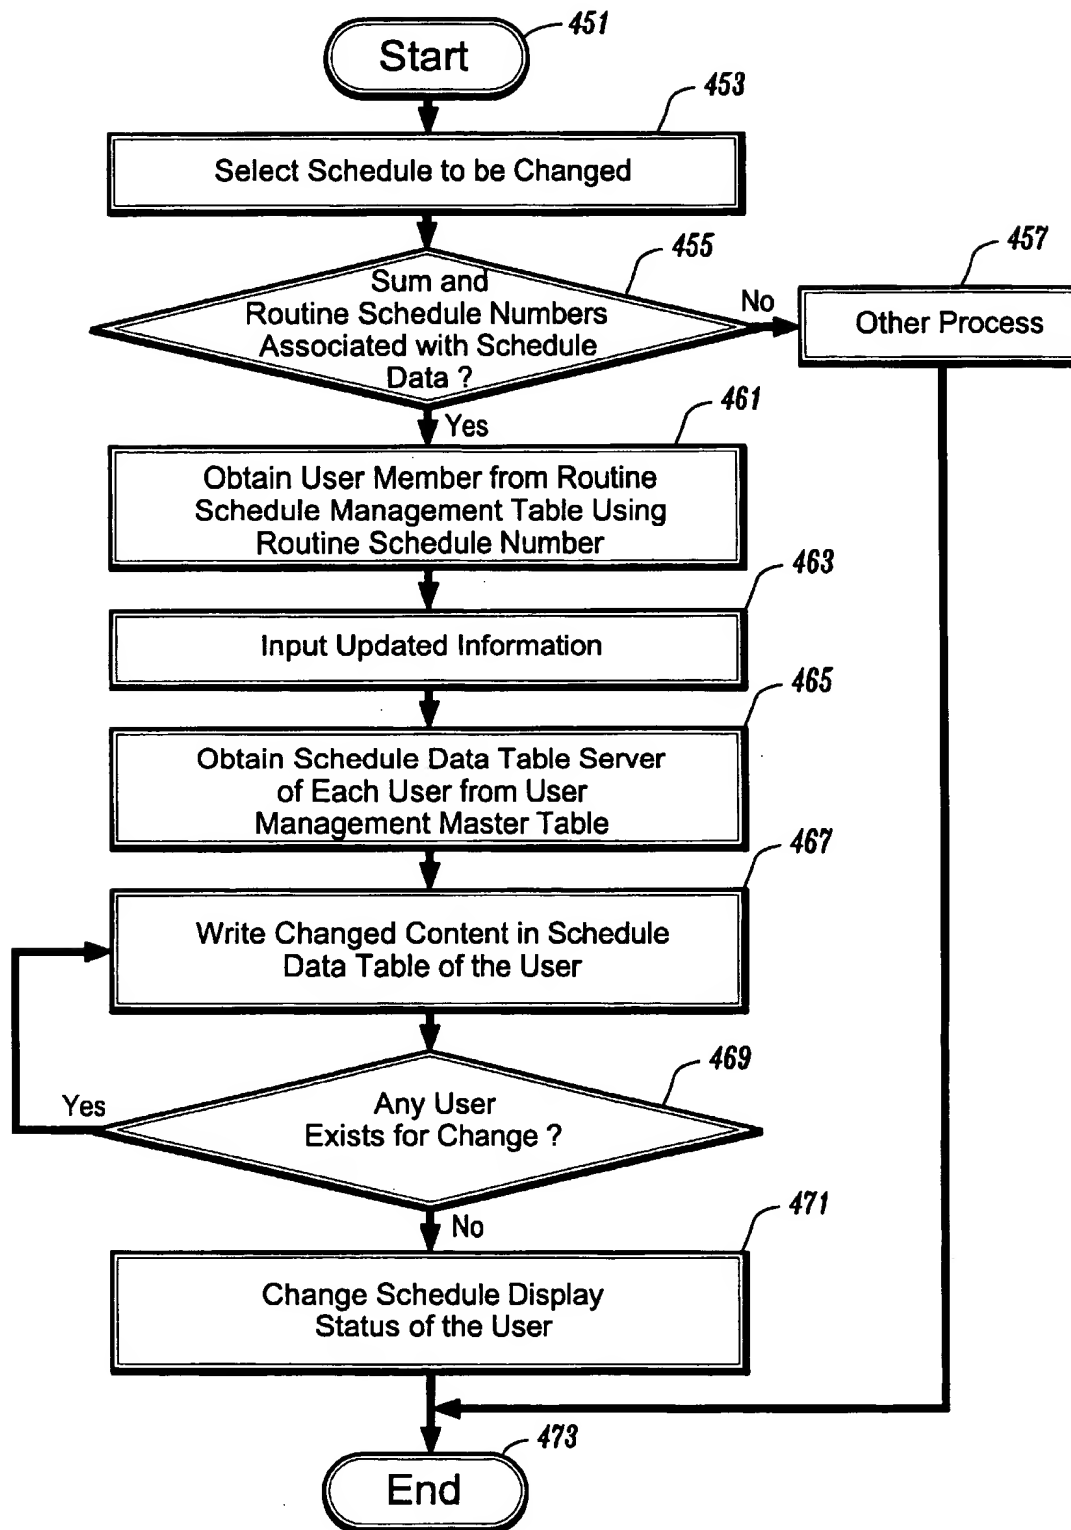 451
Start
453
Select Schedule to be Changed
455
457
Sum and
Routine Schedule Numbers
Associated with Schedule
Data ?
No
Other Process
Yes
461
Obtain User Member from Routine
Schedule Management Table Using
Routine Schedule Number
463
Input Updated Information
465
Obtain Schedule Data Table Server
of Each User from User
Management Master Table
467
Write Changed Content in Schedule
Data Table of the User
469
Yes
Any User
Exists for Change ?
No
471
Change Schedule Display
Status of the User
473
End